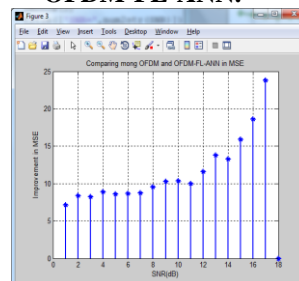 OFDM-FL-ANN.
Figure 3
File Edit View Insert Tools Desktop Window Help
Comparing mong OFDM and OFDM-FL-ANN in MSE
25
20
15
10
5
0
Improvement in MSE
0 2 4 6 8 10 12 14 16 18
SNR(dB)